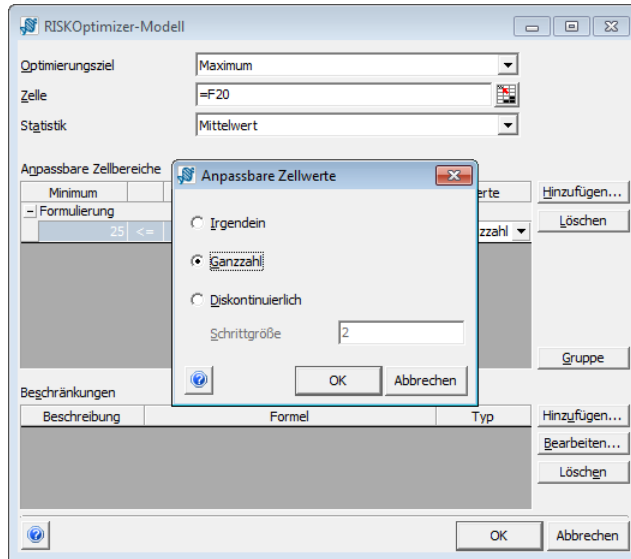 RISKOptimizer-Modell
Optimierungsziel
Maximum
Zelle
=F20
Statistik
Mittelwert
Anpassbare Zellbereiche
Minimum
erte
Formulierung
25 <=
zzahl
Hinzufügen...
Löschen
Gruppe
Anpassbare Zellwerte
Irgendein
Ganzzahl
Diskontinuierlich
Schrittgröße
2
OK
Abbrechen
Beschränkungen
Beschreibung
Formel
Typ
Hinzufügen...
Bearbeiten...
Löschen
OK
Abbrechen